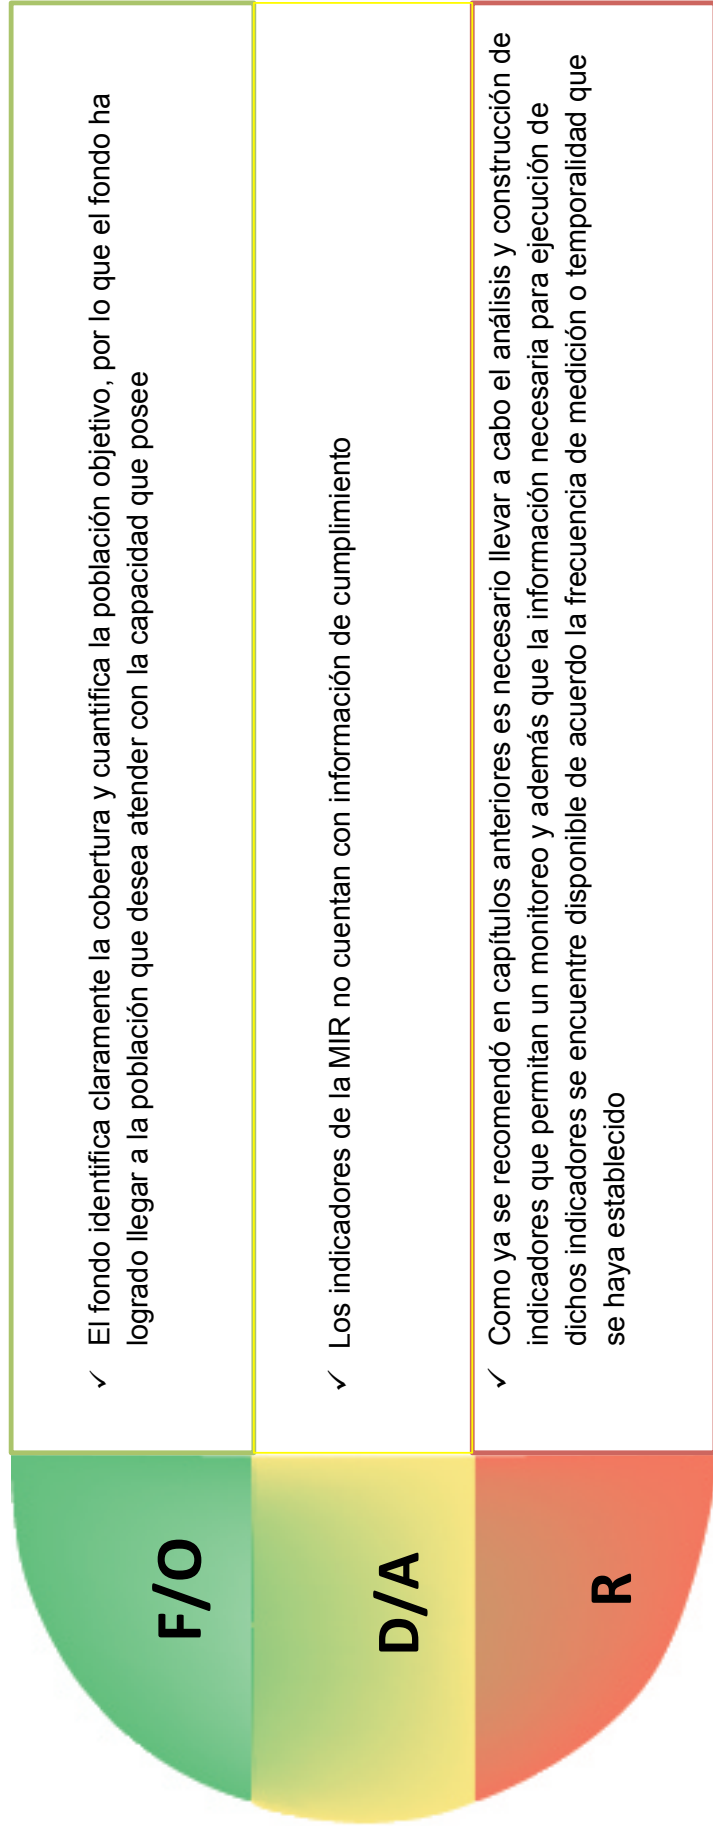 F/O
✓ El fondo identifica claramente la cobertura y cuantifica la población objetivo, por lo que el fondo ha
logrado llegar a la población que desea atender con la capacidad que posee
D/A
✓ Los indicadores de la MIR no cuentan con información de cumplimiento
R
✓ Como ya se recomendó en capítulos anteriores es necesario llevar a cabo el análisis y construcción de
indicadores que permitan un monitoreo y además que la información necesaria para ejecución de
dichos indicadores se encuentre disponible de acuerdo la frecuencia de medición o temporalidad que
se haya establecido